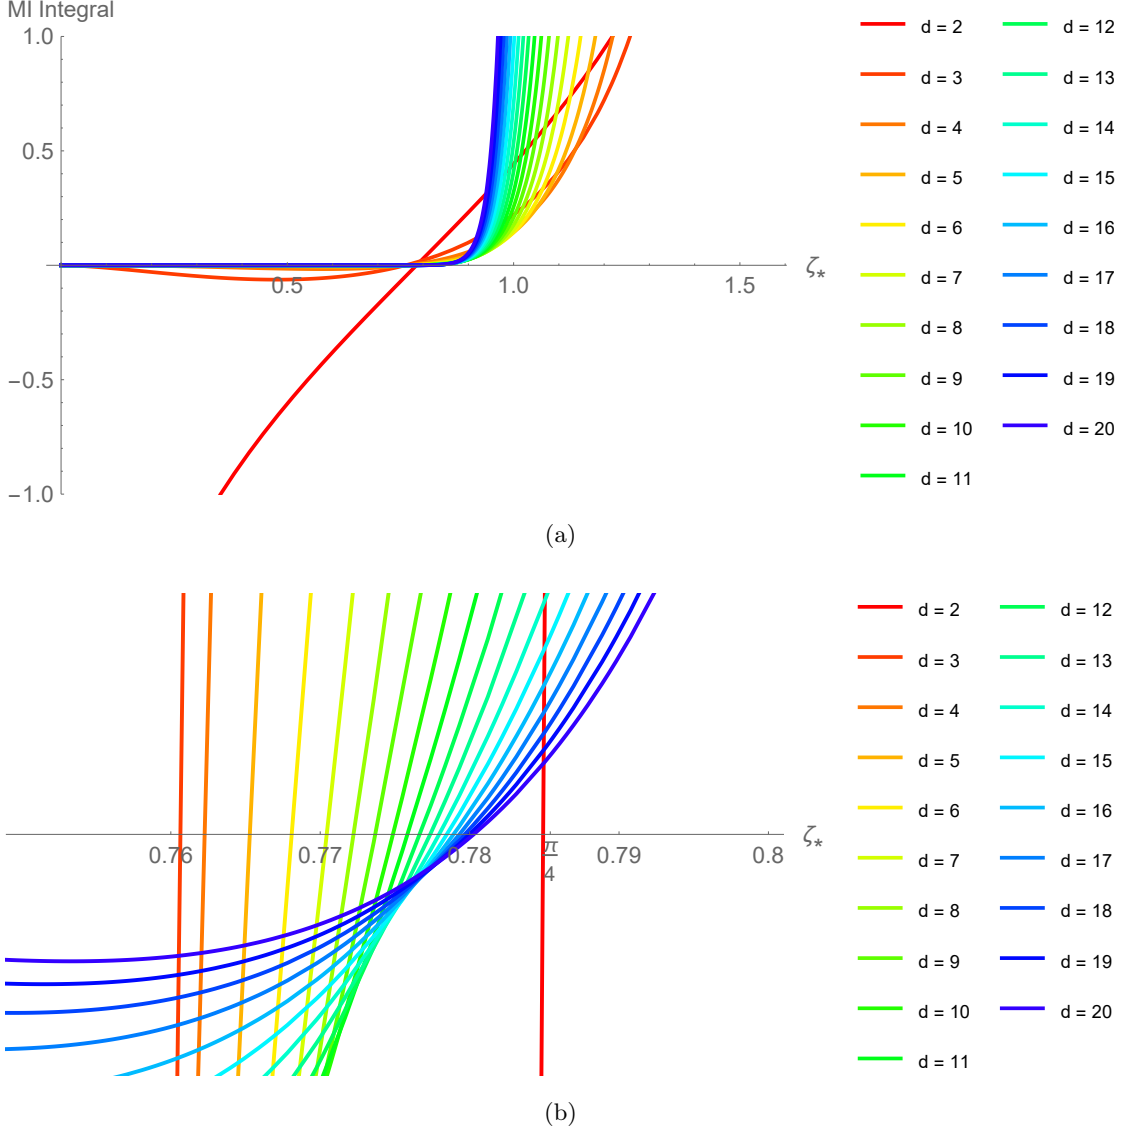 MI Integral
1.0
0.5
−0.5
−1.0
0.5
1.0
1.5
ζ*
d = 2
d = 3
d = 4
d = 5
d = 6
d = 7
d = 8
d = 9
d = 10
d = 11
d = 12
d = 13
d = 14
d = 15
d = 16
d = 17
d = 18
d = 19
d = 20
(a)
0.76
0.77
0.78
π
4
0.79
0.8
ζ*
d = 2
d = 3
d = 4
d = 5
d = 6
d = 7
d = 8
d = 9
d = 10
d = 11
d = 12
d = 13
d = 14
d = 15
d = 16
d = 17
d = 18
d = 19
d = 20
(b)